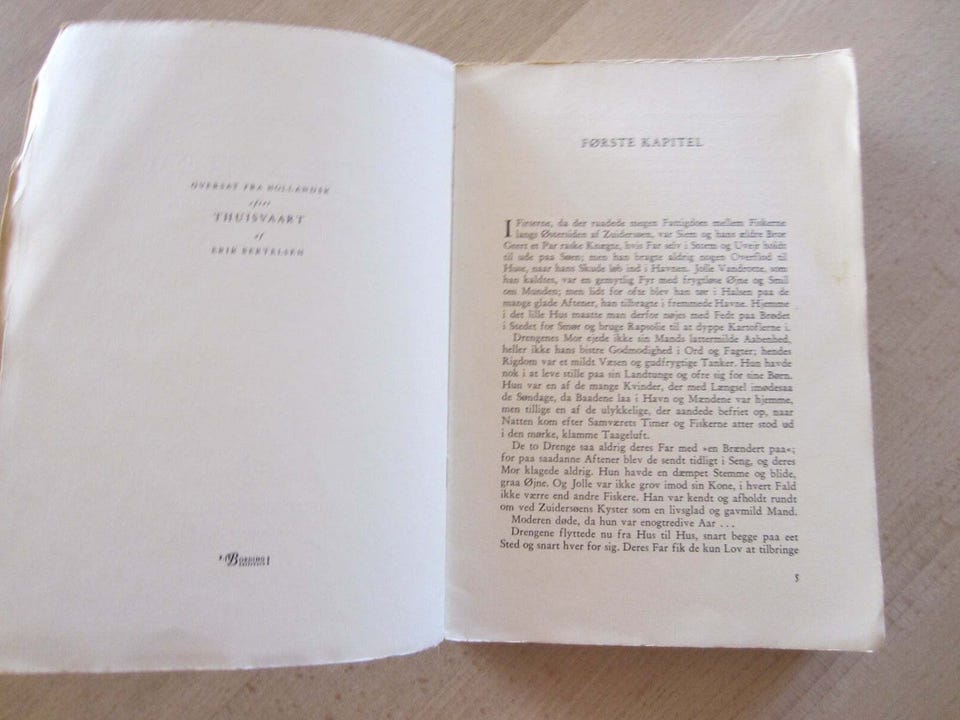 OVERSAT FRA HOLLANDSK
efter
THUISVAART
af
ERIK BERTELSEN
BORDING
FØRSTE KAPITEL
I Firserne, da der raadede megen Fattigdom mellem Fiskerne
langs Østersiden af Zuidersøen, var Siem og hans ældre Bror
Geert et Par raske Knægte, hvis Far selv i Storm og Uvejr holdt
til ude paa Søen; men han bragte aldrig nogen Overflod til
Huse, naar hans Skude løb ind i Havnen. Jolle Vandrotte, som
han kaldtes, var en gemytlig Fyr med frygtløse Øjne og Smil
om Munden; men lidt for ofte blev han tør i Halsen paa de
mange glade Aftener, han tilbragte i fremmede Havne. Hjemme
i det lille Hus maatte man derfor nøjes med Fedt paa Brødet
i Stedet for Smør og bruge Rapsolie til at dyppe Kartoflerne i.
Drengenes Mor ejede ikke sin Mands lattermilde Aabenhed,
heller ikke hans bistre Godmodighed i Ord og Fagter; hendes
Rigdom var et mildt Væsen og gudfrygtige Tanker. Hun havde
nok i at leve stille paa sin Landtunge og ofre sig for sine Børn.
Hun var en af de mange Kvinder, der med Længsel imødesaa
de Søndage, da Baadene laa i Havn og Mændene var hjemme,
men tillige en af de ulykkelige, der aandede befriet op, naar
Natten kom efter Samværets Timer og Fiskerne atter stod ud
i den mørke, klamme Taageluft.
De to Drenge saa aldrig deres Far med »en Brændert paa«;
for paa saadanne Aftener blev de sendt tidligt i Seng, og deres
Mor klagede aldrig. Hun havde en dæmpet Stemme og blide,
graa Øjne. Og Jolle var ikke grov imod sin Kone, i hvert Fald
ikke værre end andre Fiskere. Han var kendt og afholdt rundt
om ved Zuidersøens Kyster som en livsglad og gavmild Mand.
Moderen døde, da hun var enogtredive Aar . . .
Drengene flyttede nu fra Hus til Hus, snart begge paa eet
Sted og snart hver for sig. Deres Far fik de kun Lov at tilbringe
5